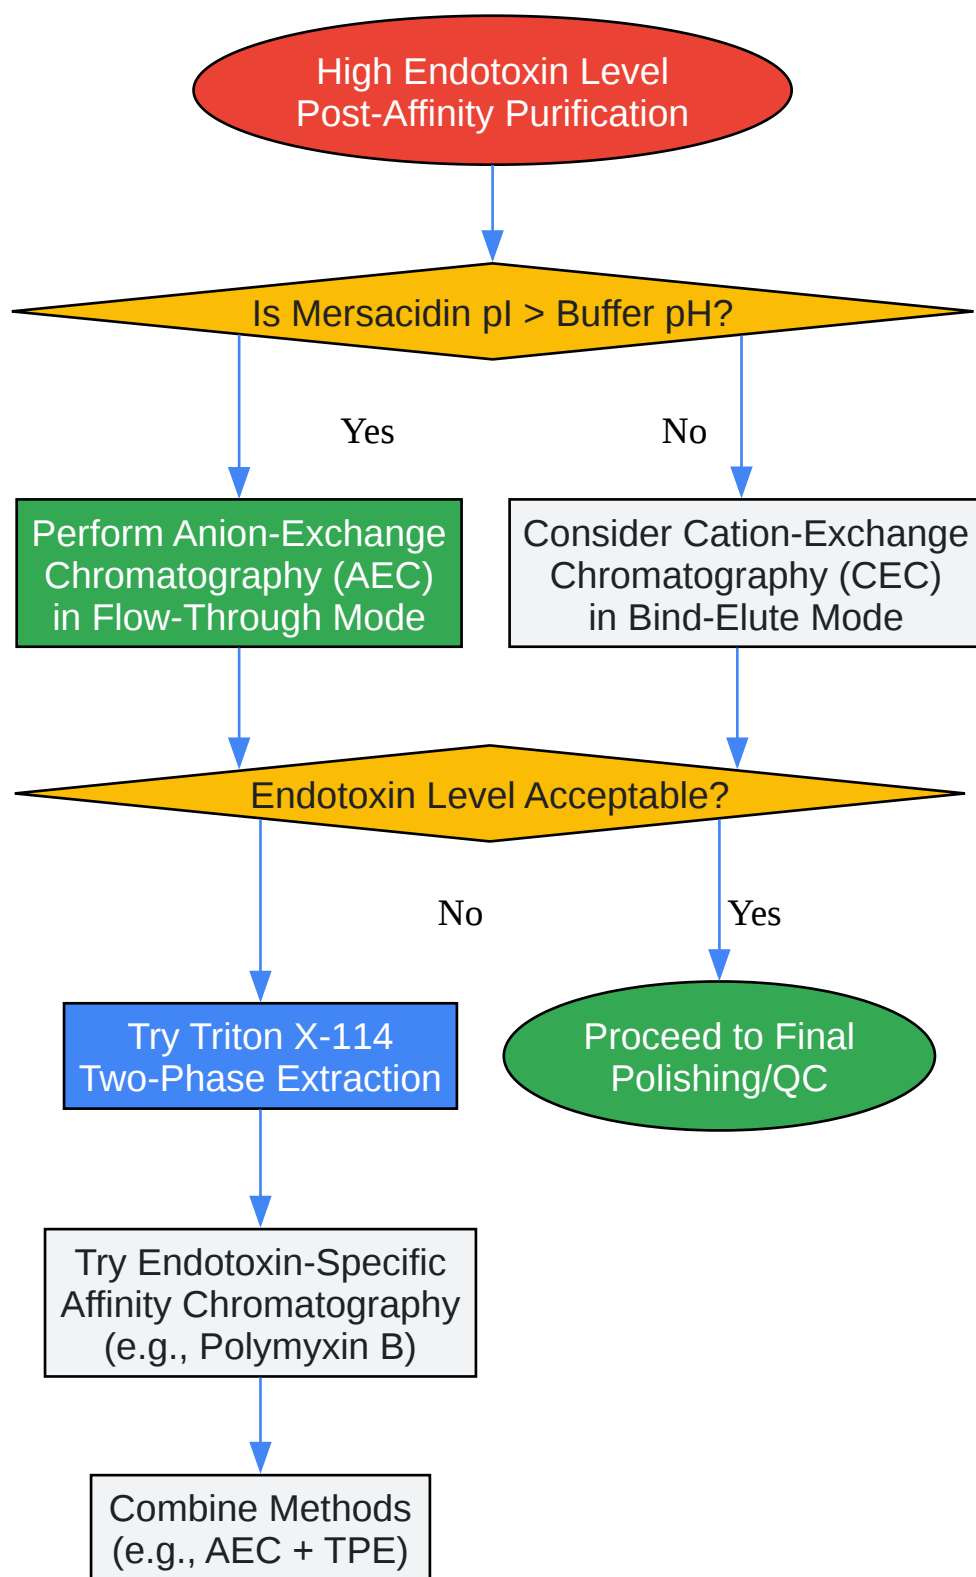 High Endotoxin Level
Post-Affinity Purification
Is Mersacidin pI > Buffer pH?
Yes
No
Perform Anion-Exchange
Chromatography (AEC)
in Flow-Through Mode
Consider Cation-Exchange
Chromatography (CEC)
in Bind-Elute Mode
Endotoxin Level Acceptable?
No
Yes
Try Triton X-114
Two-Phase Extraction
Proceed to Final
Polishing/QC
Try Endotoxin-Specific
Affinity Chromatography
(e.g., Polymyxin B)
Combine Methods
(e.g., AEC + TPE)